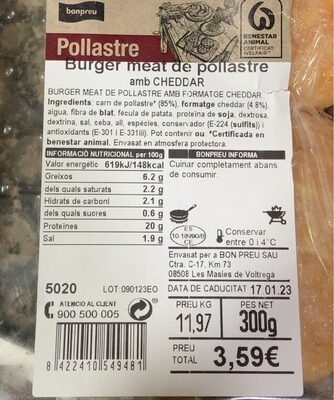 bonpreu
Pollastre
BENESTAR
ANIMAL
CERTIFICAT
WELFAIR™
Burger meat de pollastre
amb CHEDDAR
BURGER MEAT DE POLLASTRE AMB FORMATGE CHEDDAR
Ingredients: carn de pollastre* (85%), formatge cheddar (4.8%),
aigua, fibra de blat, fècula de patata, proteïna de soja, dextrosa,
dextrina, sal, ceba, all, espècies, conservador (E-224 (sulfits)) i
antioxidants (E-301 i E-331iii). Pot contenir ou. *Certificada en
benestar animal. Envasat en atmosfera protectora.
INFORMACIÓ NUTRICIONAL per 100g
Valor energètic 619kJ/148kcal
Greixos 6.2 g
dels quals saturats 2.2 g
Hidrats de carboni 2.1 g
dels quals sucres 0.6 g
Proteïnes 20 g
Sal 1.9 g
BONPREU INFORMA
Cuinar completament abans
de consumir.
ES
CE
Conservar
entre 0 i 4°C
Envasat per a BON PREU SAU
Ctra. C-17, Km 73
08508 Les Masies de Voltregà
5020 LOT:090123EO
DATA DE CADUCITAT 17.01.23
ATENCIÓ AL CLIENT
900 500 005
PREU KG 11,97
PES NET 300g
PREU TOTAL 3,59€
8 422410 549481